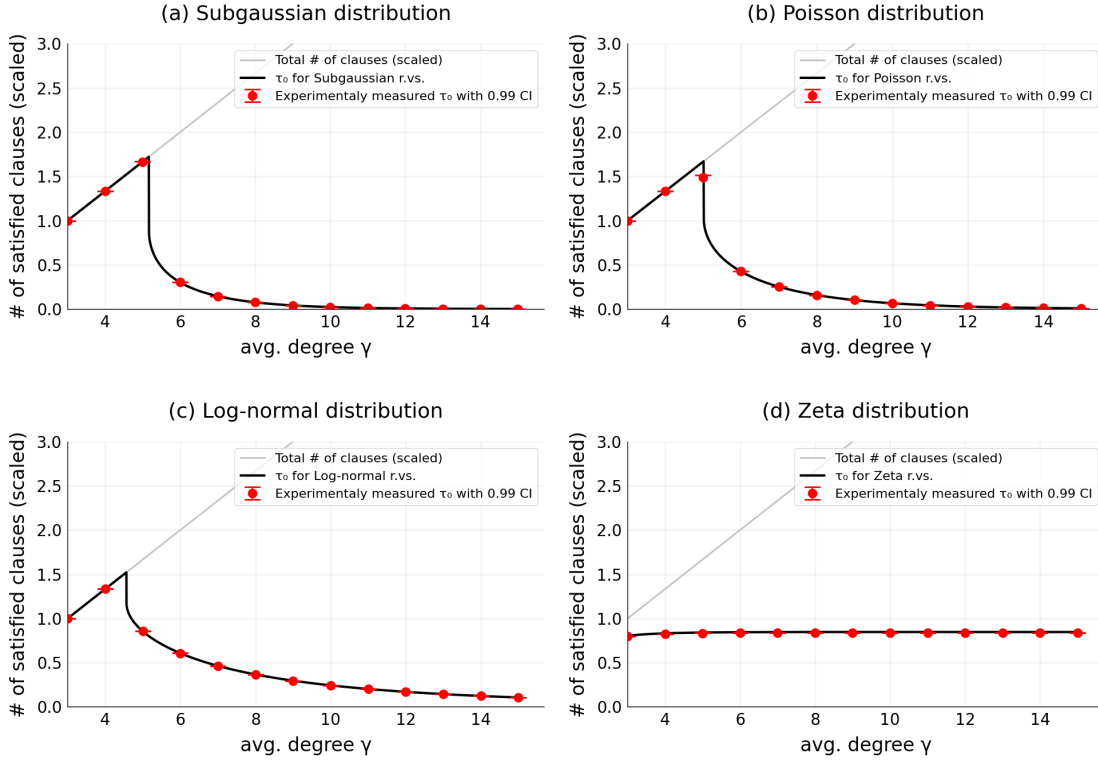 (a) Subgaussian distribution
# of satisfied clauses (scaled)
3.0
2.5
2.0
1.5
1.0
0.5
0.0
Total # of clauses (scaled)
τ₀ for Subgaussian r.vs.
Experimentaly measured τ₀ with 0.99 CI
4 6 8 10 12 14
avg. degree γ
(b) Poisson distribution
# of satisfied clauses (scaled)
3.0
2.5
2.0
1.5
1.0
0.5
0.0
Total # of clauses (scaled)
τ₀ for Poisson r.vs.
Experimentaly measured τ₀ with 0.99 CI
4 6 8 10 12 14
avg. degree γ
(c) Log-normal distribution
# of satisfied clauses (scaled)
3.0
2.5
2.0
1.5
1.0
0.5
0.0
Total # of clauses (scaled)
τ₀ for Log-normal r.vs.
Experimentaly measured τ₀ with 0.99 CI
4 6 8 10 12 14
avg. degree γ
(d) Zeta distribution
# of satisfied clauses (scaled)
3.0
2.5
2.0
1.5
1.0
0.5
0.0
Total # of clauses (scaled)
τ₀ for Zeta r.vs.
Experimentaly measured τ₀ with 0.99 CI
4 6 8 10 12 14
avg. degree γ